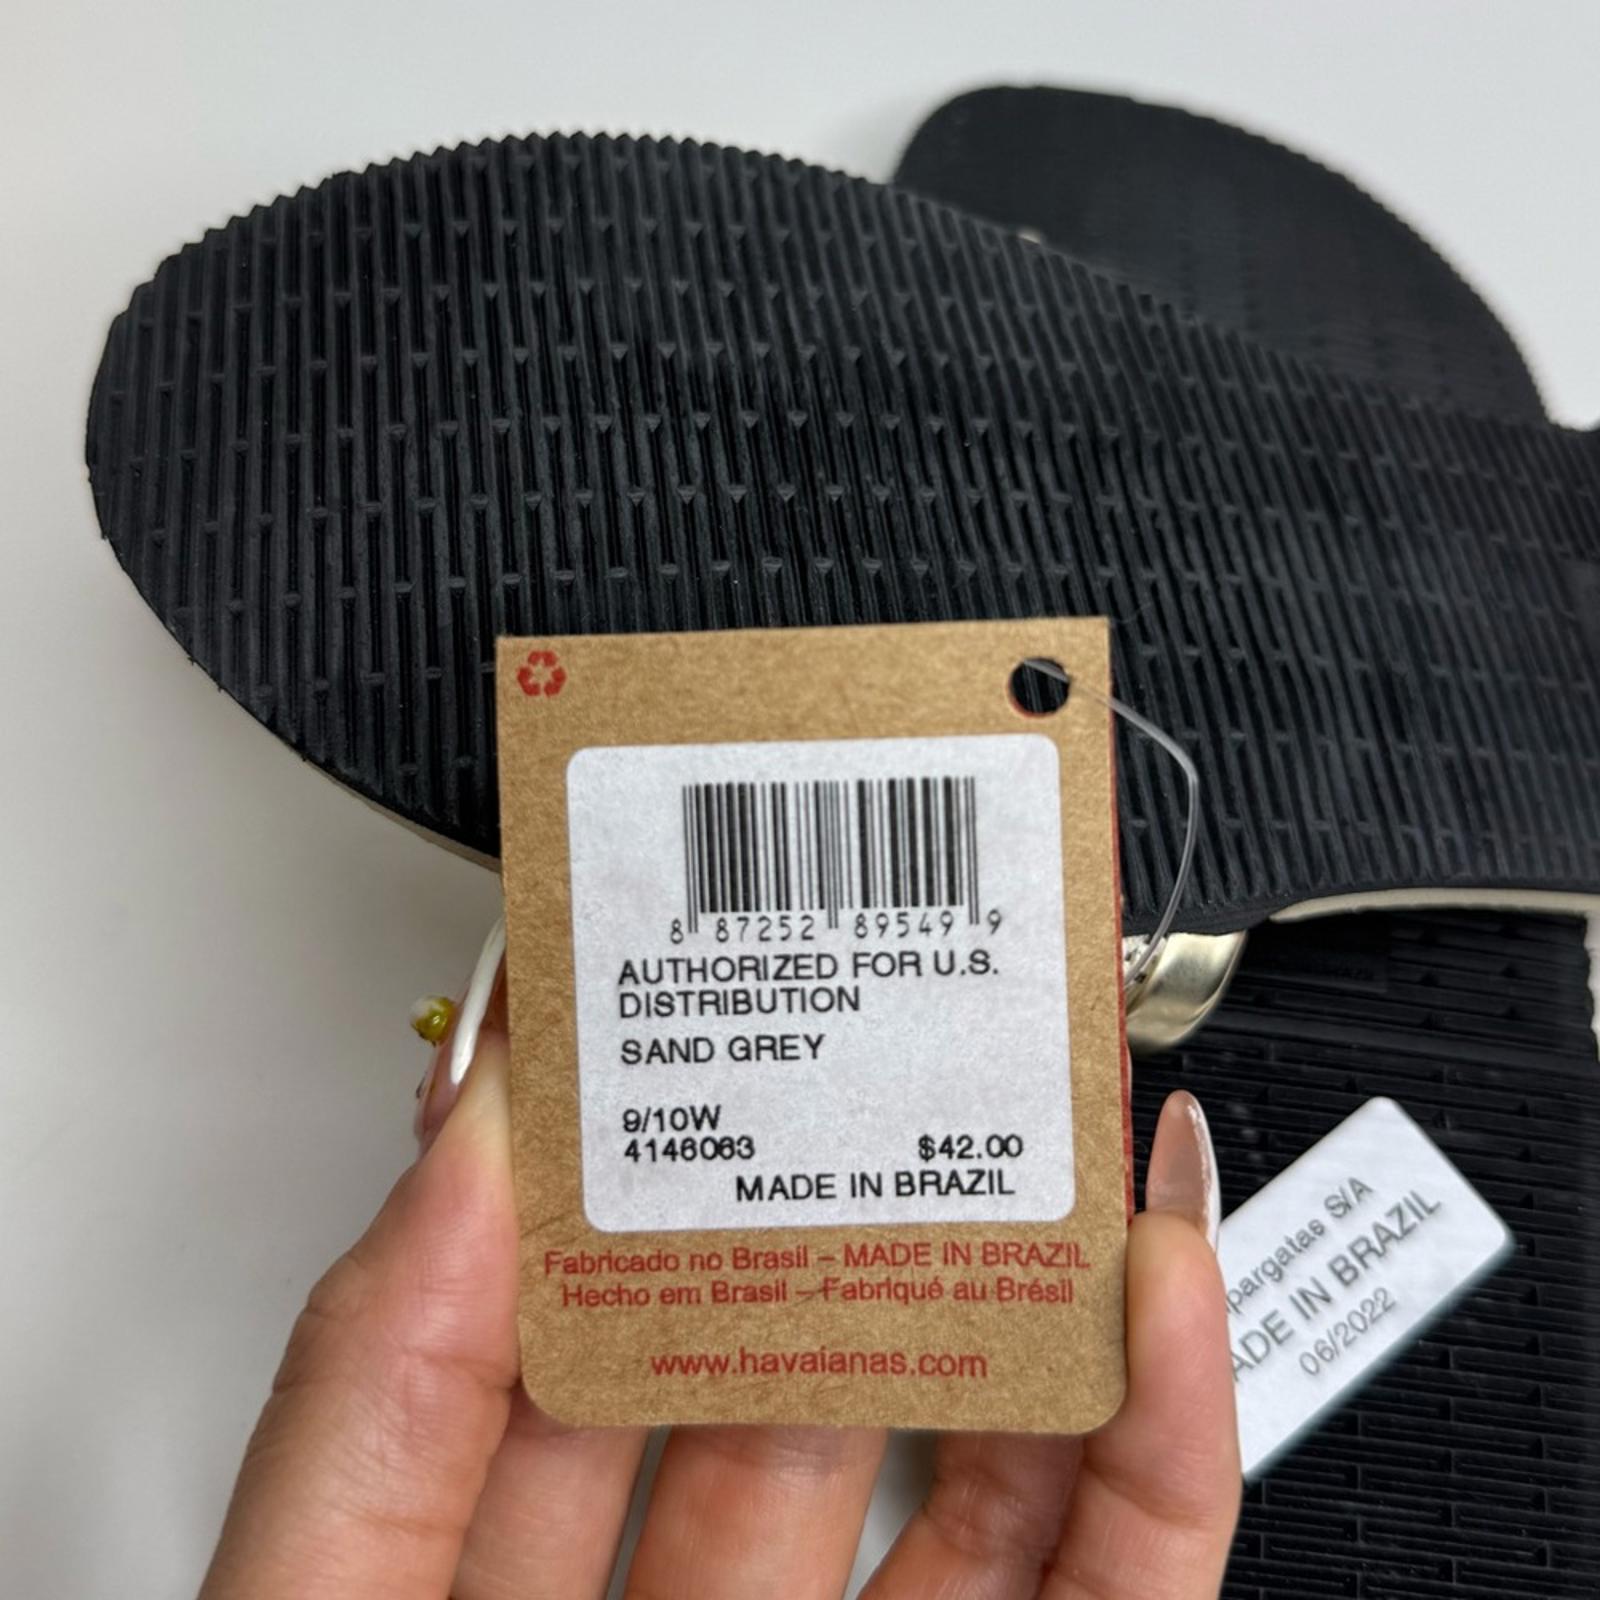 8 87252 89549 9
AUTHORIZED FOR U.S.
DISTRIBUTION
SAND GREY
9/10W
4146063 $42.00
MADE IN BRAZIL
Fabricado no Brasil – MADE IN BRAZIL
Hecho em Brasil – Fabriqué au Brésil
www.havaianas.com
S/A
IN BRAZIL
06/2022